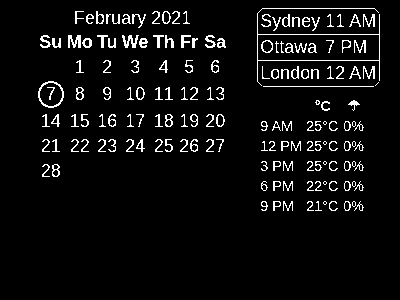 February 2021
Su Mo Tu We Th Fr Sa
1 2 3 4 5 6
7 8 9 10 11 12 13
14 15 16 17 18 19 20
21 22 23 24 25 26 27
28
Sydney 11 AM
Ottawa 7 PM
London 12 AM
°C ☂
9 AM 25°C 0%
12 PM 25°C 0%
3 PM 25°C 0%
6 PM 22°C 0%
9 PM 21°C 0%